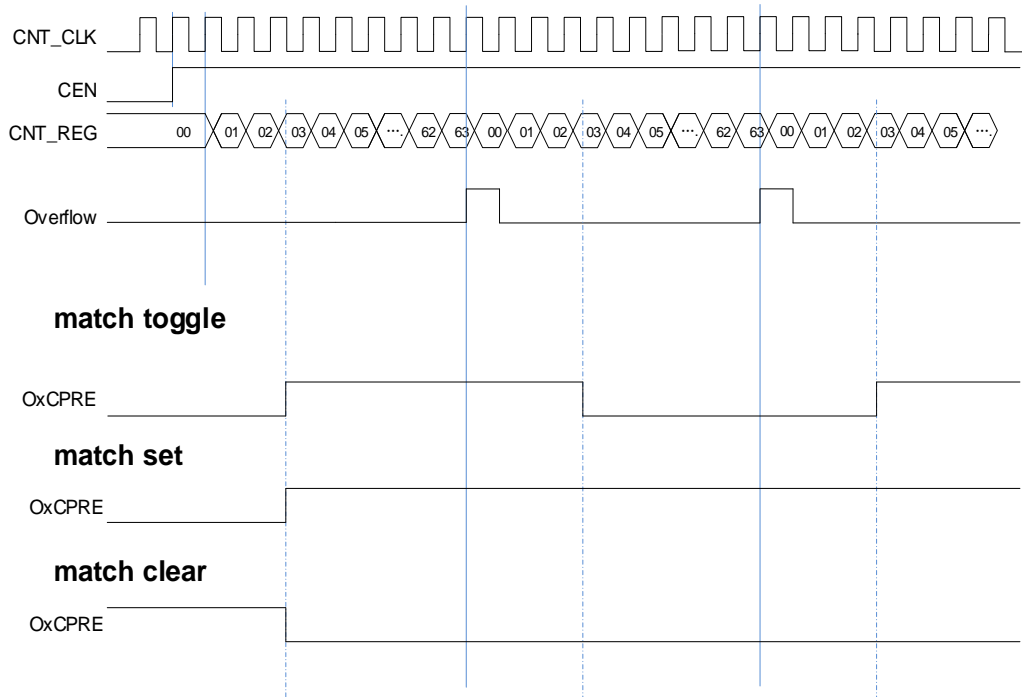 CNT_CLK
CEN
CNT_REG 00 01 02 03 04 05 ···. 62 63 00 01 02 03 04 05 ···. 62 63 00 01 02 03 04 05 ···.
Overflow
match toggle
OxCPRE
match set
OxCPRE
match clear
OxCPRE